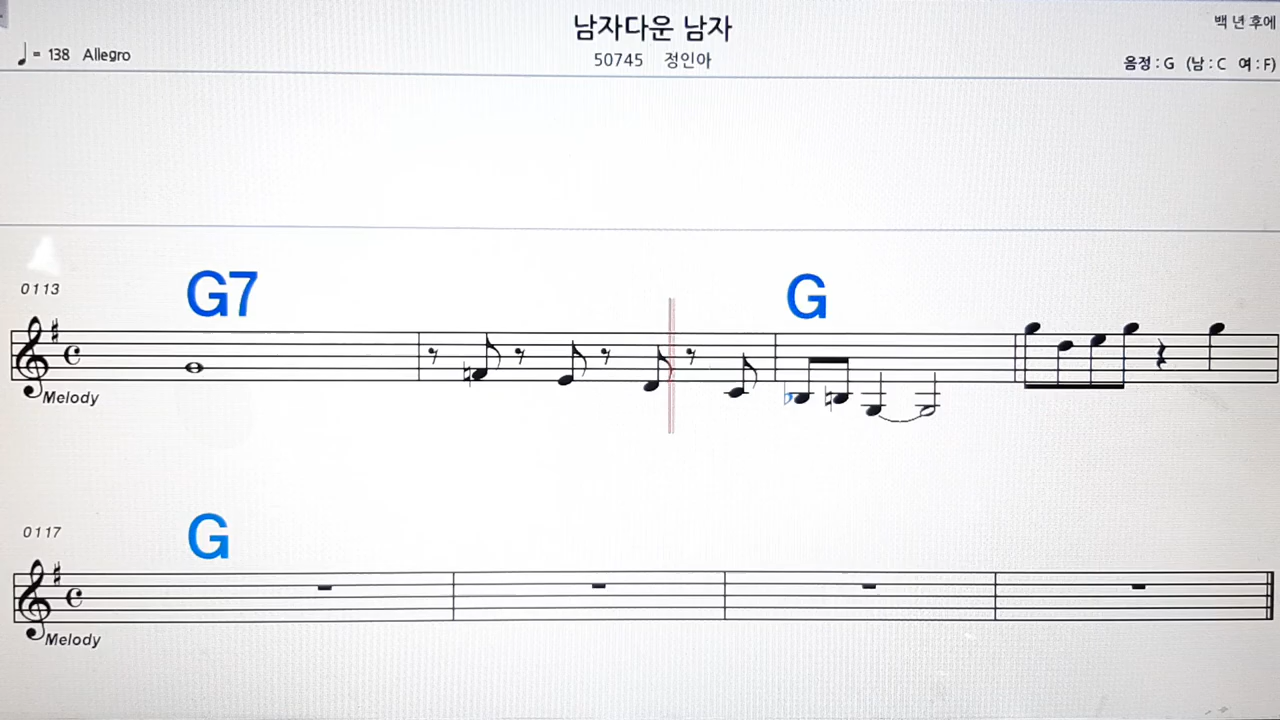 남자다운 남자
백 년 후에
♩ = 138 Allegro
50745 정인아
음정 : G (남 : C 여 : F)
G7 G
0113
Melody
G
0117
Melody